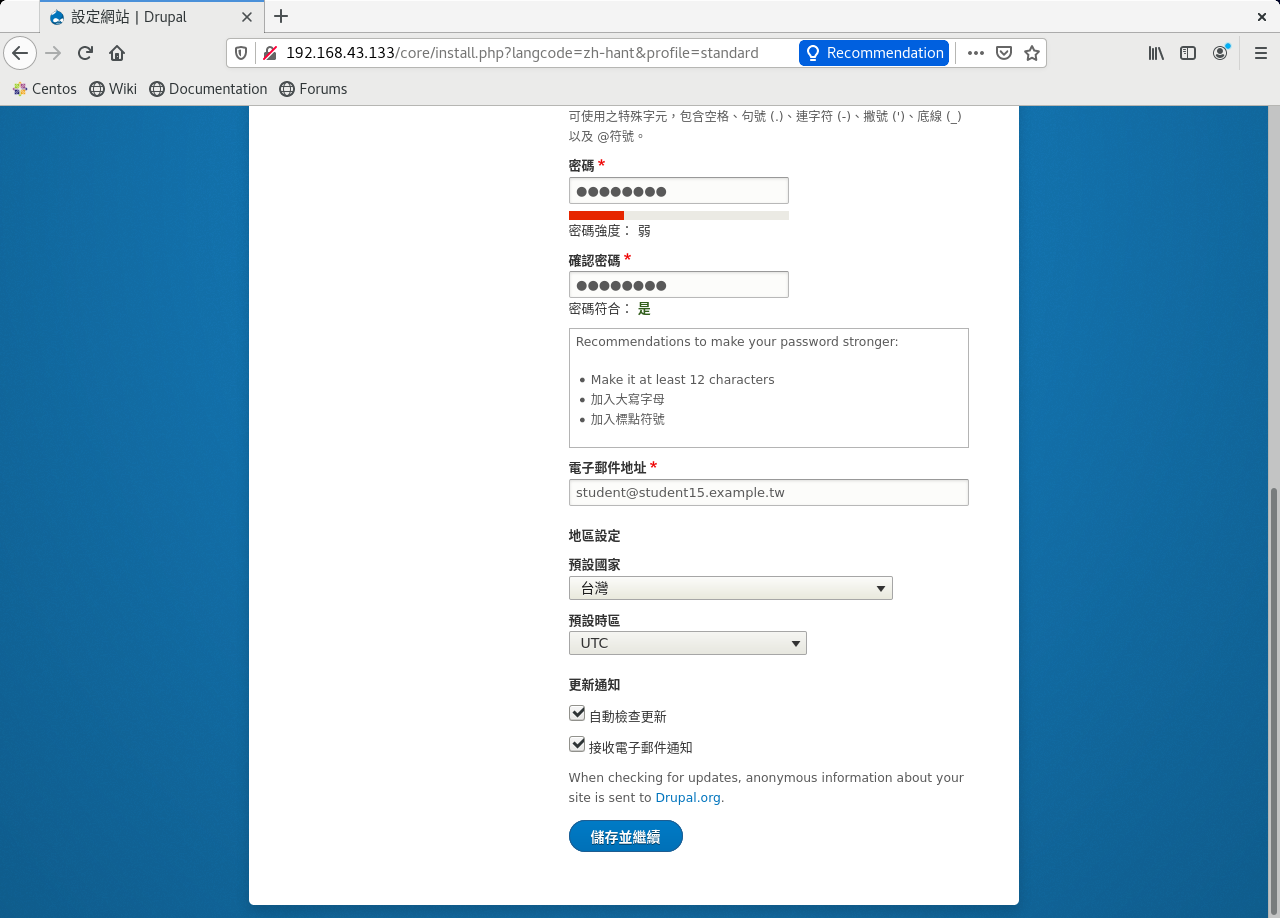 設定網站 | Drupal
192.168.43.133/core/install.php?langcode=zh-hant&profile=standard
Recommendation
Centos Wiki Documentation Forums
可使用之特殊字元，包含空格、句號 (.)、連字符 (-)、撇號 (')、底線 (_)
以及 @符號。
密碼 *
●●●●●●●●
密碼強度： 弱
確認密碼 *
●●●●●●●●
密碼符合： 是
Recommendations to make your password stronger:
• Make it at least 12 characters
• 加入大寫字母
• 加入標點符號
電子郵件地址 *
student@student15.example.tw
地區設定
預設國家
台灣
預設時區
UTC
更新通知
自動檢查更新
接收電子郵件通知
When checking for updates, anonymous information about your
site is sent to Drupal.org.
儲存並繼續